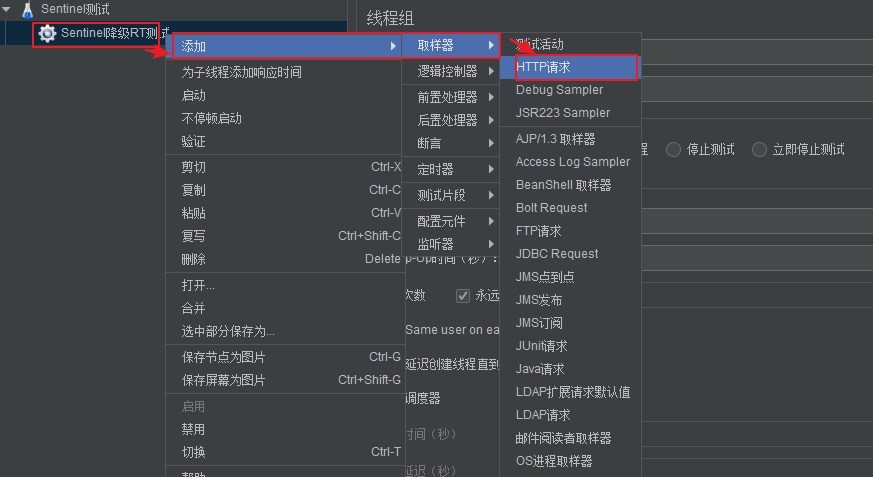 Sentinel测试
Sentinel降级RT测试
线程组
添加
为子线程添加响应时间
启动
不停顿启动
验证
剪切 Ctrl-X
复制 Ctrl-C
粘贴 Ctrl-V
复写 Ctrl+Shift-C
删除 Delete
打开...
合并
选中部分保存为...
保存节点为图片 Ctrl-G
保存屏幕为图片 Ctrl+Shift-G
启用
禁用
切换 Ctrl-T
帮助
取样器
逻辑控制器
前置处理器
后置处理器
断言
定时器
测试片段
配置元件
监听器
测试活动
HTTP请求
Debug Sampler
JSR223 Sampler
AJP/1.3 取样器
Access Log Sampler
BeanShell 取样器
Bolt Request
FTP请求
JDBC Request
JMS点到点
JMS发布
JMS订阅
JUnit请求
Java请求
LDAP扩展请求默认值
LDAP请求
邮件阅读者取样器
OS进程取样器
程 停止测试 立即停止测试
p-Up时间（秒）：
次数 永远
Same user on ea
延迟创建线程直到
调度器
时间（秒）
延迟（秒）